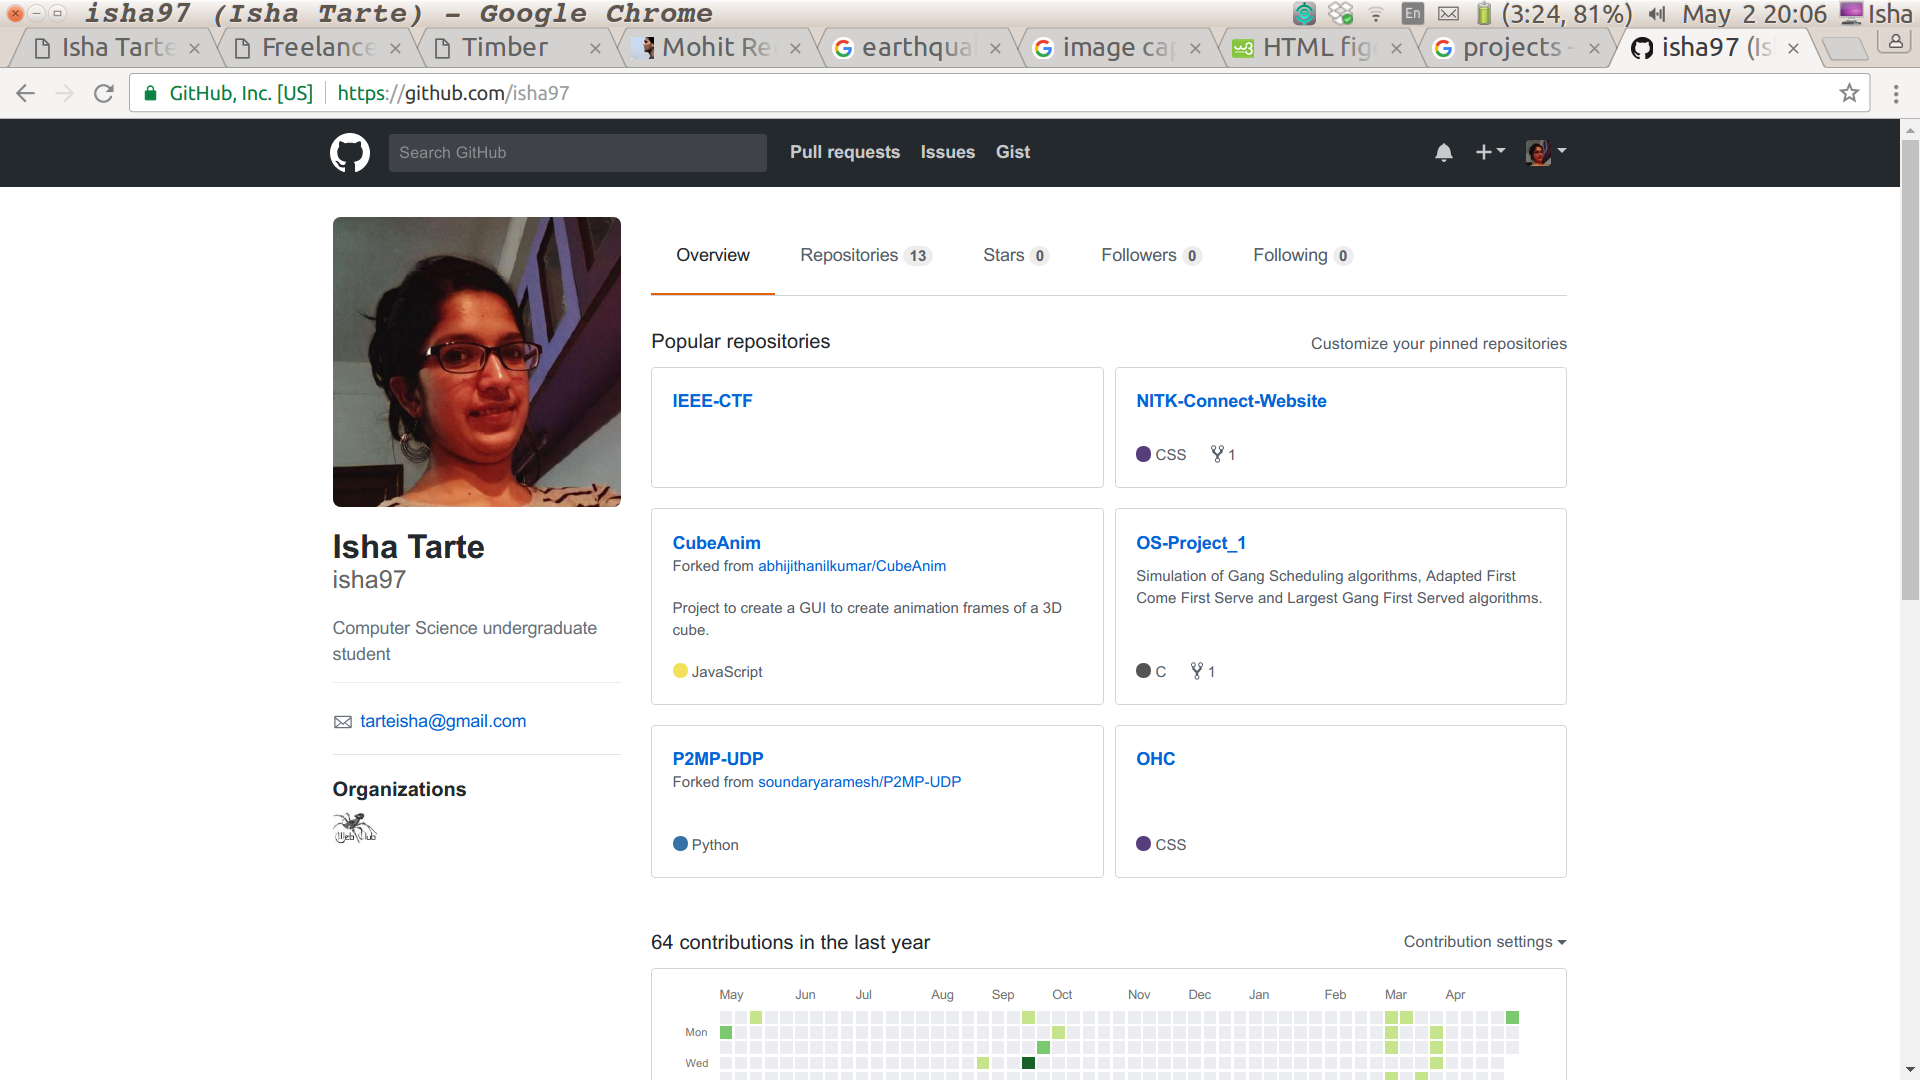 isha97 (Isha Tarte) - Google Chrome
En
(3:24, 81%)
May 2 20:06
Isha
Isha Tarte
Freelance
Timber
Mohit Re
earthqua
image cap
HTML fig
projects -
isha97 (Is
GitHub, Inc. [US]
https://github.com/isha97
Search GitHub
Pull requests
Issues
Gist
Overview
Repositories 13
Stars 0
Followers 0
Following 0
Popular repositories
Customize your pinned repositories
IEEE-CTF
NITK-Connect-Website
CSS 1
CubeAnim
Forked from abhijithanilkumar/CubeAnim
Project to create a GUI to create animation frames of a 3D
cube.
JavaScript
OS-Project_1
Simulation of Gang Scheduling algorithms, Adapted First
Come First Serve and Largest Gang First Served algorithms.
C 1
P2MP-UDP
Forked from soundaryaramesh/P2MP-UDP
Python
OHC
CSS
Isha Tarte
isha97
Computer Science undergraduate
student
tarteisha@gmail.com
Organizations
Web Club
64 contributions in the last year
Contribution settings
May Jun Jul Aug Sep Oct Nov Dec Jan Feb Mar Apr
Mon
Wed